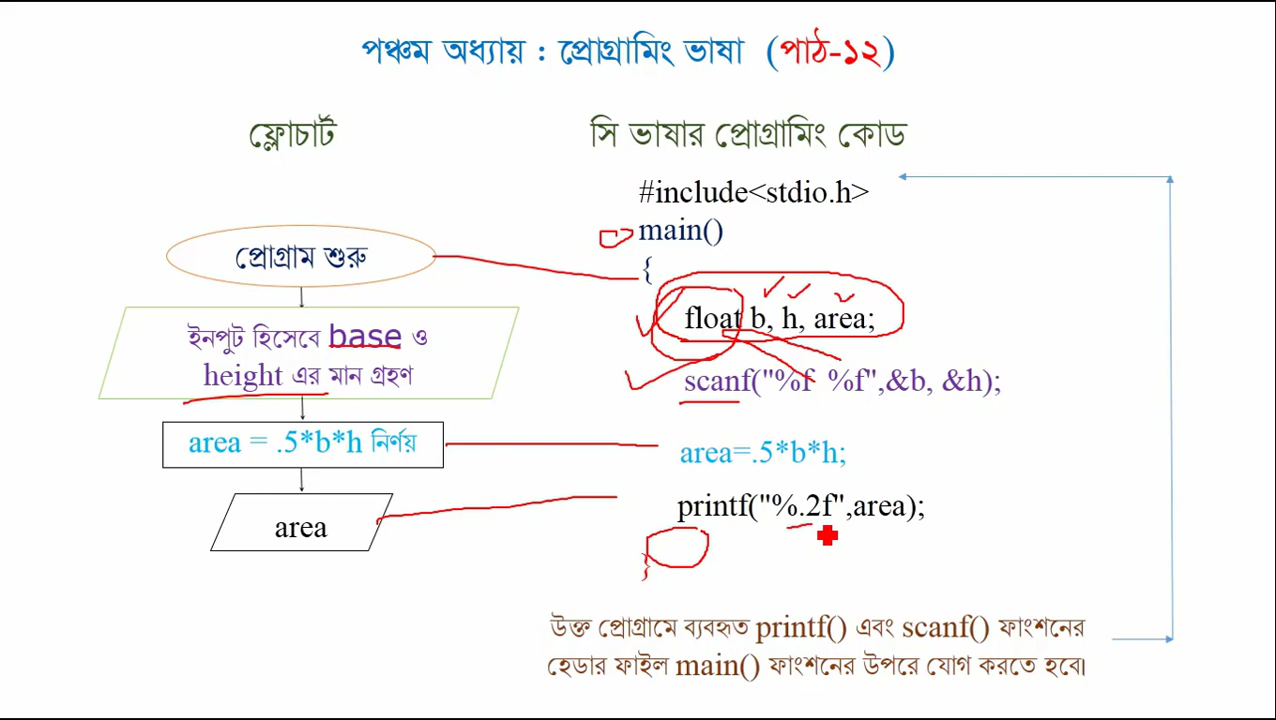 পঞ্চম অধ্যায় : প্রোগ্রামিং ভাষা (পাঠ-১২)
ফ্লোচার্ট
প্রোগ্রাম শুরু
ইনপুট হিসেবে base ও
height এর মান গ্রহণ
area = .5*b*h নির্ণয়
area
সি ভাষার প্রোগ্রামিং কোড
#include<stdio.h>
main()
{
float b, h, area;
scanf("%f %f",&b, &h);
area=.5*b*h;
printf("%.2f",area);
}
উক্ত প্রোগ্রামে ব্যবহৃত printf() এবং scanf() ফাংশনের
হেডার ফাইল main() ফাংশনের উপরে যোগ করতে হবে।